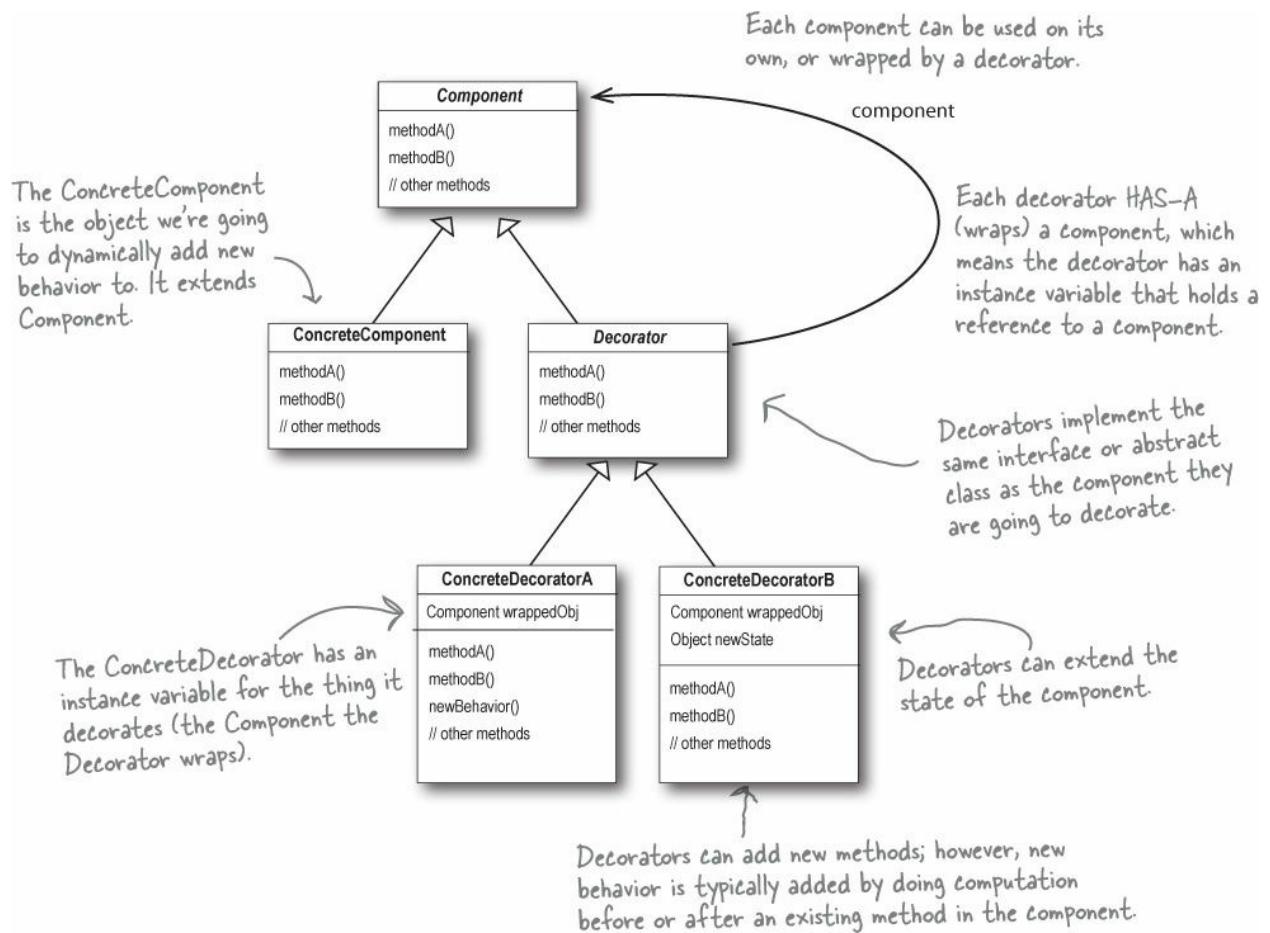 Each component can be used on its
own, or wrapped by a decorator.
Component
methodA()
methodB()
// other methods
component
The ConcreteComponent
is the object we're going
to dynamically add new
behavior to. It extends
Component.
Each decorator HAS-A
(wraps) a component, which
means the decorator has an
instance variable that holds a
reference to a component.
ConcreteComponent
methodA()
methodB()
// other methods
Decorator
methodA()
methodB()
// other methods
Decorators implement the
same interface or abstract
class as the component they
are going to decorate.
ConcreteDecoratorA
Component wrappedObj
methodA()
methodB()
newBehavior()
// other methods
ConcreteDecoratorB
Component wrappedObj
Object newState
methodA()
methodB()
// other methods
The ConcreteDecorator has an
instance variable for the thing it
decorates (the Component the
Decorator wraps).
Decorators can extend the
state of the component.
Decorators can add new methods; however, new
behavior is typically added by doing computation
before or after an existing method in the component.